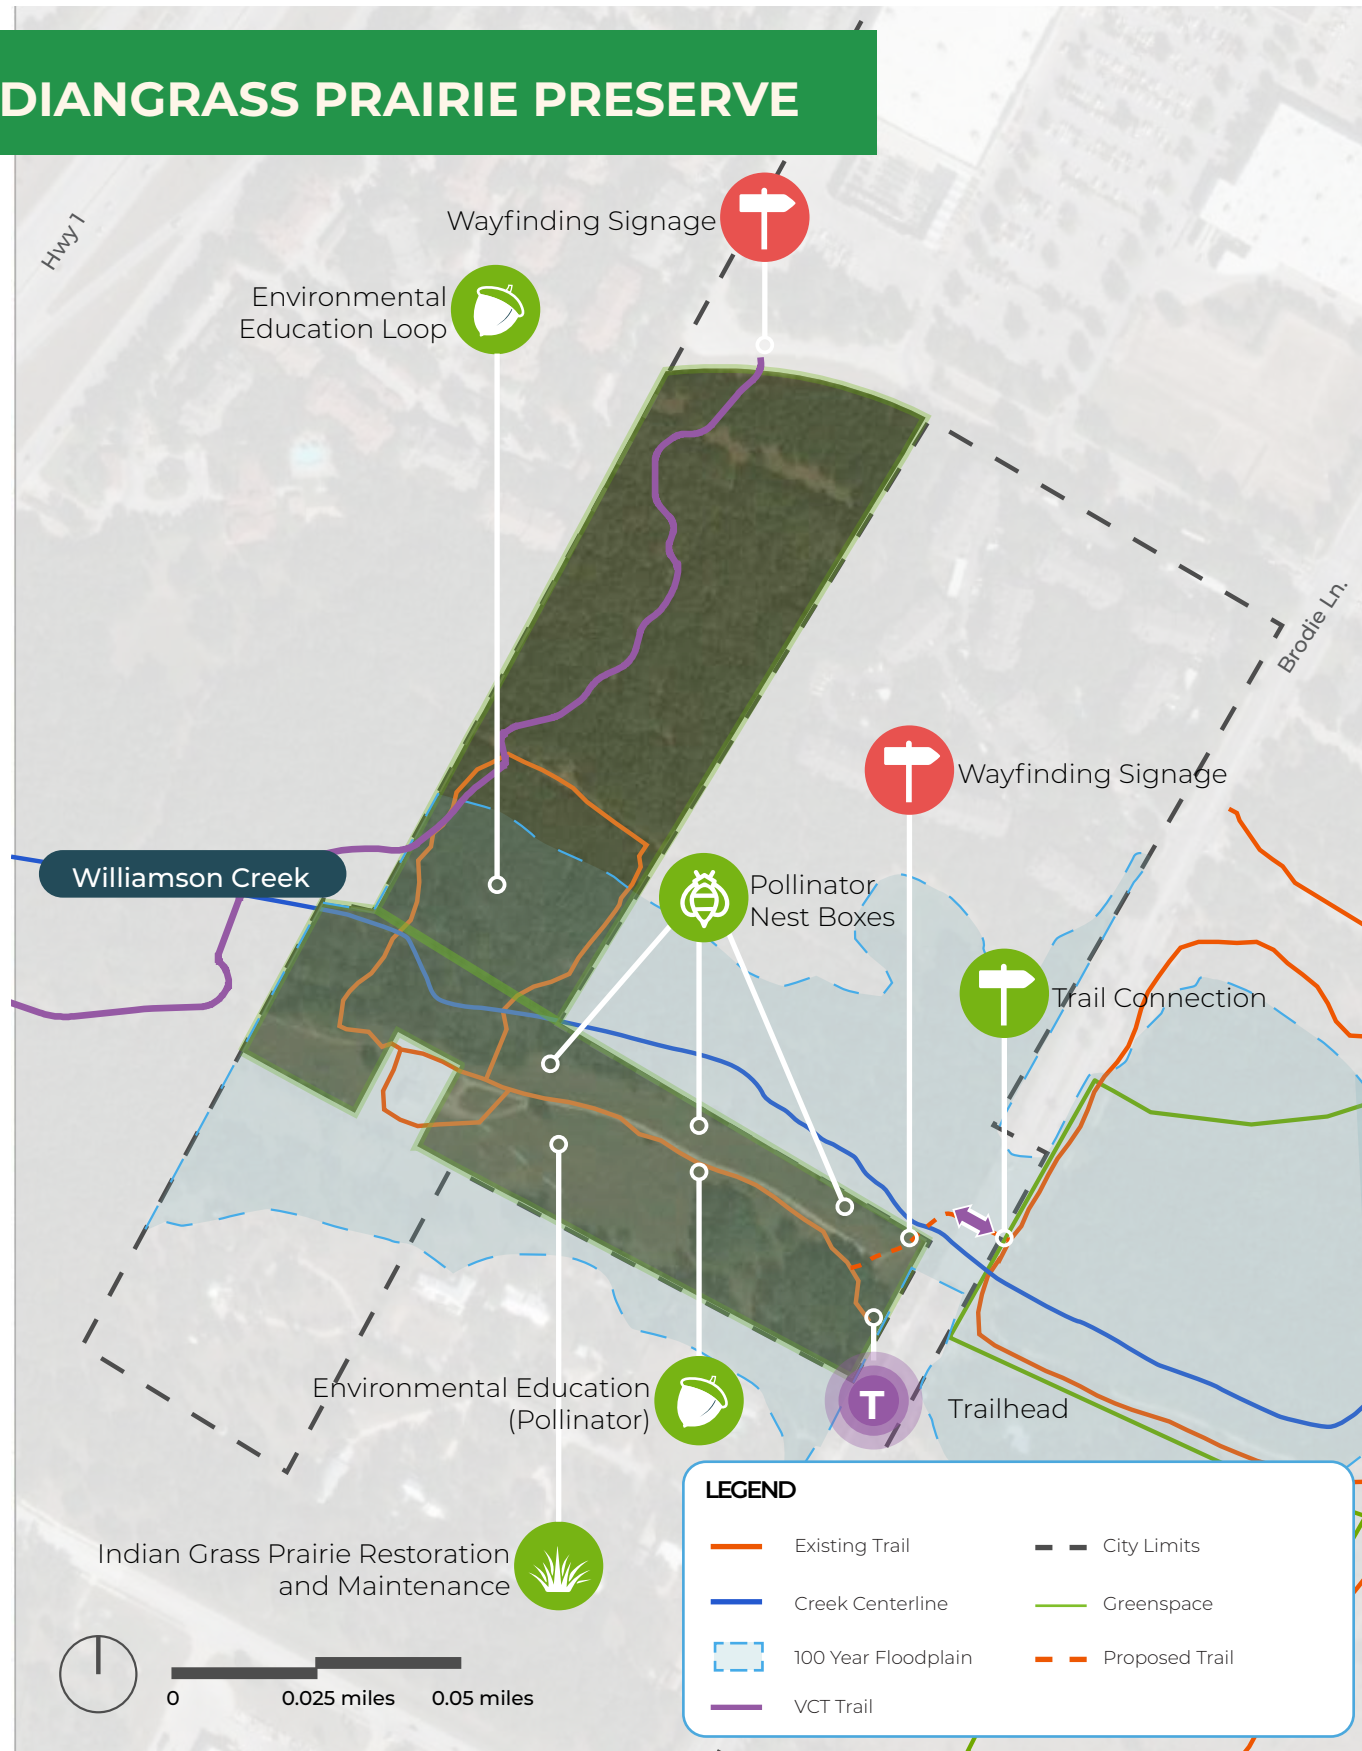 DIANGRASS PRAIRIE PRESERVE
Hwy 1
Wayfinding Signage
Environmental
Education Loop
Brodie Ln.
Wayfinding Signage
Williamson Creek
Pollinator
Nest Boxes
Trail Connection
Environmental Education
(Pollinator)
T
Trailhead
Indian Grass Prairie Restoration
and Maintenance
LEGEND
Existing Trail
City Limits
Creek Centerline
Greenspace
100 Year Floodplain
Proposed Trail
VCT Trail
0
0.025 miles
0.05 miles